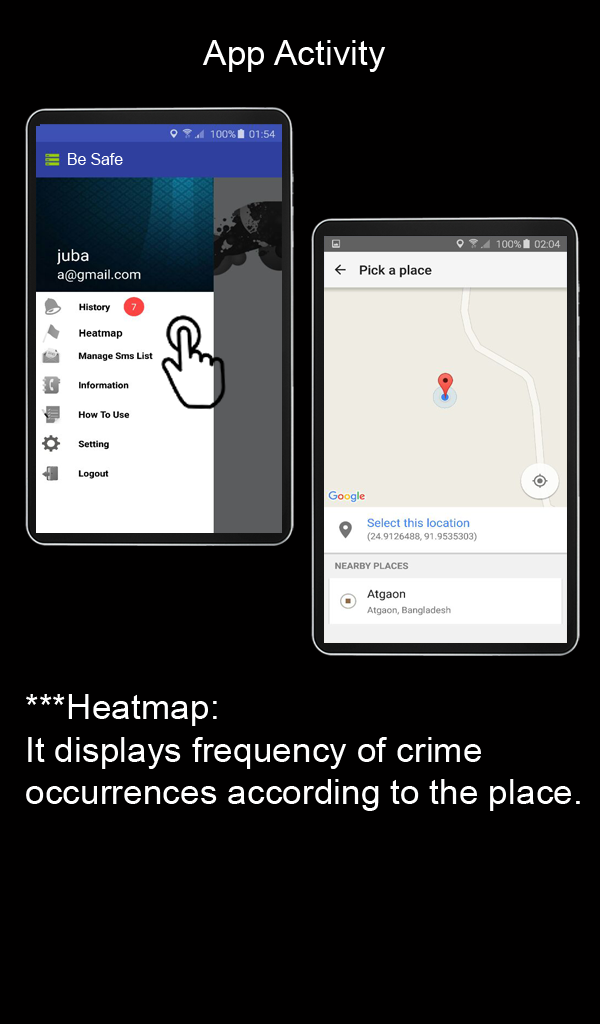 App Activity
100% 01:54
Be Safe
juba
a@gmail.com
History 7
Heatmap
Manage Sms List
Information
How To Use
Setting
Logout
100% 02:04
Pick a place
Google
Select this location
(24.9126488, 91.9535303)
NEARBY PLACES
Atgaon
Atgaon, Bangladesh
***Heatmap:
It displays frequency of crime
occurrences according to the place.